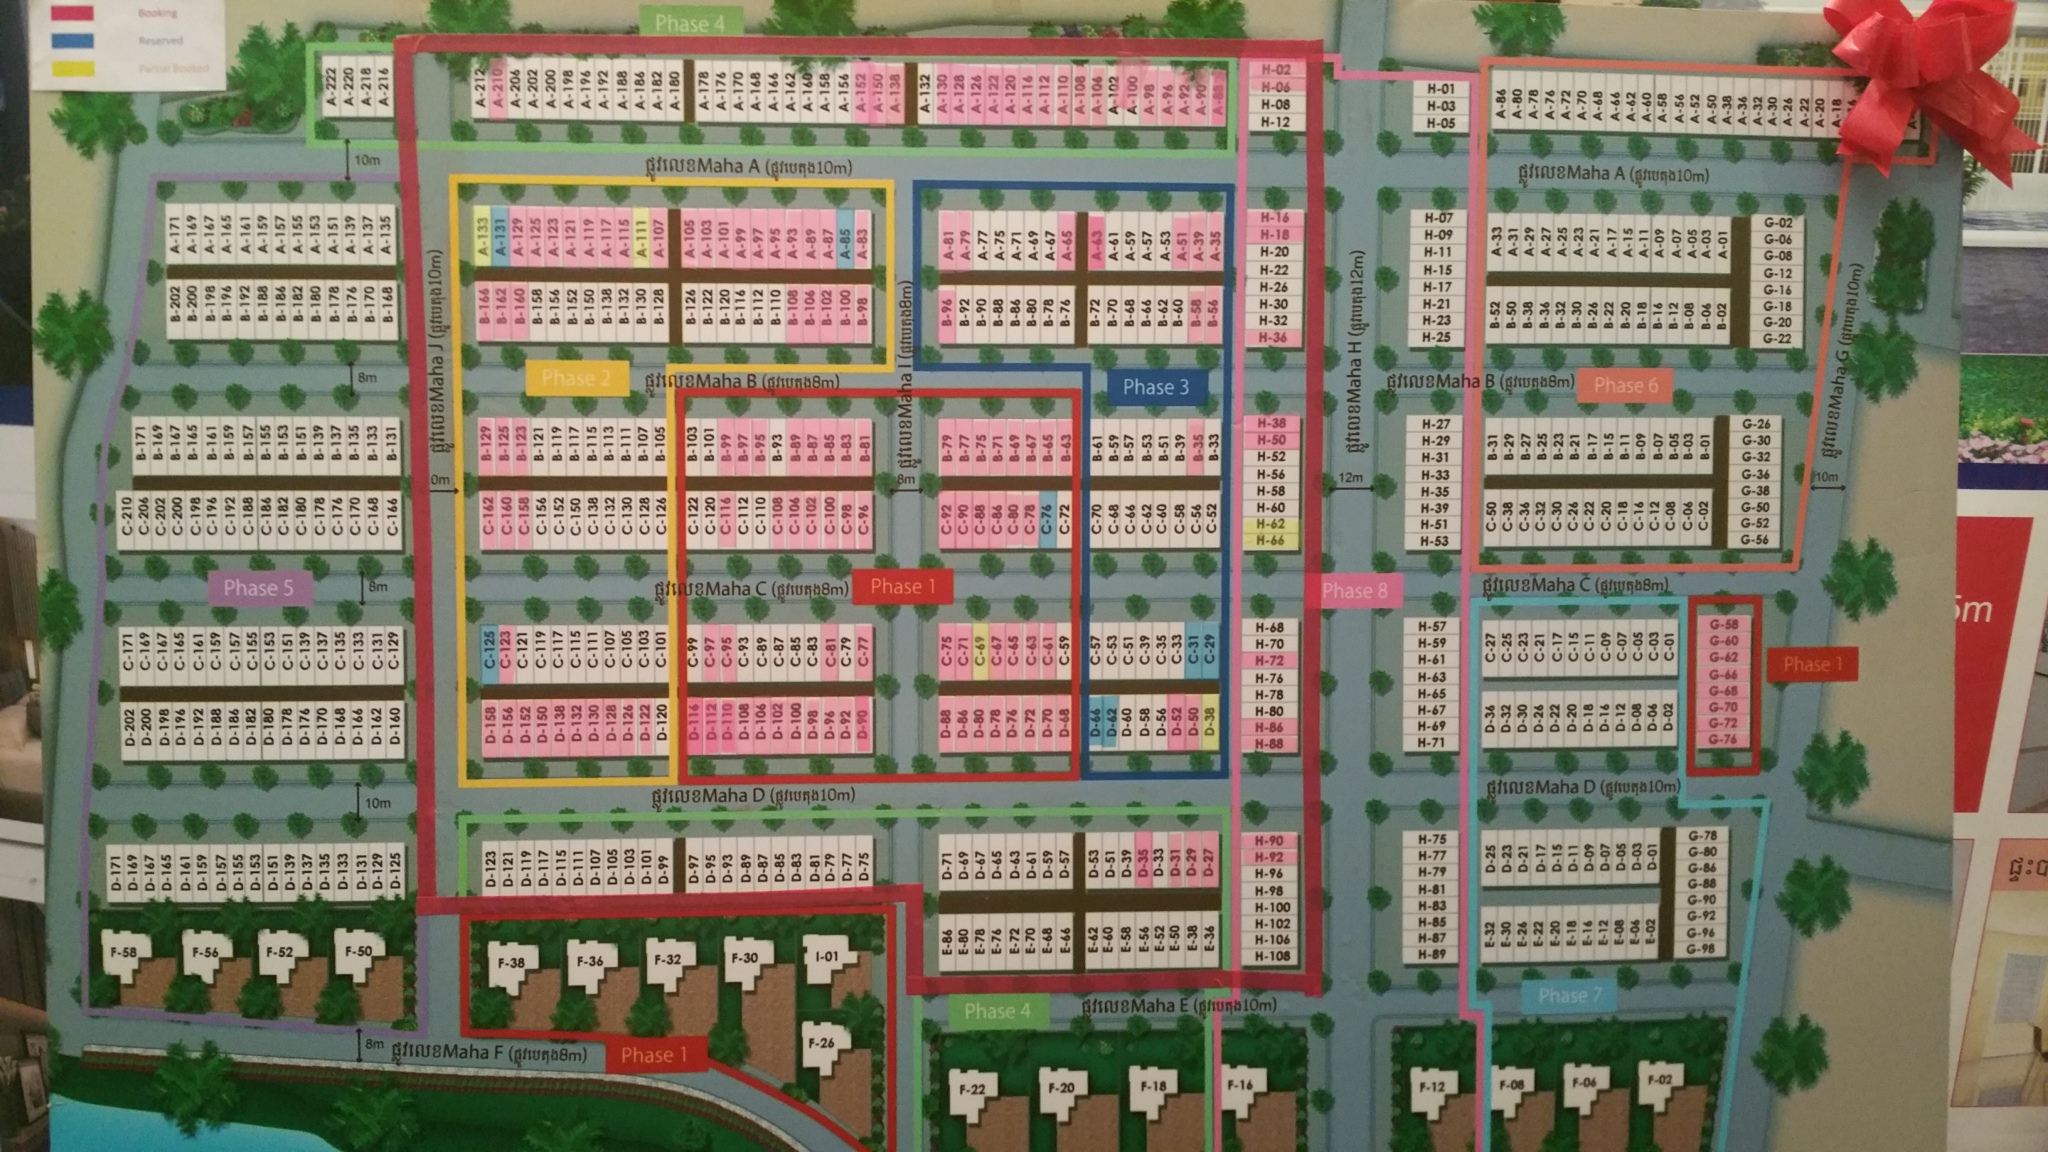 Booking
Reserved
Partial Booked
Phase 4
A-222 A-220 A-218 A-216
A-212 A-210 A-206 A-202 A-200 A-198 A-196 A-192 A-188 A-186 A-182 A-180
A-178 A-176 A-170 A-168 A-166 A-162 A-160 A-158 A-156 A-152 A-150 A-138
A-132 A-130 A-128 A-126 A-122 A-120 A-116 A-112 A-110 A-108 A-106 A-102 A-100 A-98 A-96 A-92 A-90
H-02
H-06
H-08
H-12
H-01
H-03
H-05
A-86 A-80 A-78 A-76 A-72 A-70 A-68 A-66 A-62 A-60 A-58 A-56 A-52 A-50 A-38 A-36 A-32 A-30 A-26 A-22 A-20 A-18
10m
ផ្លូវលេខMaha A (ផ្លូវបេតុង10m)
ផ្លូវលេខMaha A (ផ្លូវបេតុង10m)
A-171 A-169 A-167 A-165 A-161 A-159 A-157 A-155 A-153 A-151 A-139 A-137 A-135
B-202 B-200 B-198 B-196 B-192 B-188 B-186 B-182 B-180 B-178 B-176 B-170 B-168
ផ្លូវលេខMaha J (ផ្លូវបេតុង10m)
A-133 A-131 A-129 A-125 A-123 A-121 A-119 A-117 A-115 A-111 A-107
A-105 A-103 A-101 A-99 A-97 A-95 A-93 A-89 A-87 A-85 A-83
B-166 B-162 B-160 B-158 B-156 B-152 B-150 B-138 B-132 B-130 B-128
B-126 B-122 B-120 B-116 B-112 B-110 B-108 B-106 B-102 B-100 B-98
ផ្លូវលេខMaha I (ផ្លូវបេតុង8m)
A-81 A-79 A-77 A-75 A-71 A-69 A-67 A-65
A-63 A-61 A-59 A-57 A-53 A-51 A-39 A-35
B-96 B-92 B-90 B-88 B-86 B-80 B-78 B-76
B-72 B-70 B-68 B-66 B-62 B-60 B-58 B-56
H-16
H-18
H-20
H-22
H-26
H-30
H-32
H-36
ផ្លូវលេខMaha H (ផ្លូវបេតុង12m)
H-07
H-09
H-11
H-15
H-17
H-21
H-23
H-25
A-33 A-31 A-29 A-27 A-25 A-23 A-21 A-17 A-15 A-11 A-09 A-07 A-05 A-03 A-01
B-52 B-50 B-38 B-36 B-32 B-30 B-26 B-22 B-20 B-18 B-16 B-12 B-08 B-06 B-02
G-02
G-06
G-08
G-12
G-16
G-18
G-20
G-22
ផ្លូវលេខMaha G (ផ្លូវបេតុង10m)
8m
Phase 2
ផ្លូវលេខMaha B (ផ្លូវបេតុង8m)
Phase 3
ផ្លូវលេខMaha B (ផ្លូវបេតុង8m)
Phase 6
B-171 B-169 B-167 B-165 B-161 B-159 B-157 B-155 B-153 B-151 B-139 B-137 B-135 B-133 B-131
C-210 C-206 C-202 C-200 C-198 C-196 C-192 C-188 C-186 C-182 C-180 C-178 C-176 C-170 C-168 C-166
0m
B-129 B-125 B-123 B-121 B-119 B-117 B-115 B-113 B-111 B-107 B-105
B-103 B-101 B-99 B-97 B-95 B-93 B-89 B-87 B-85 B-83 B-81
C-162 C-160 C-158 C-156 C-152 C-150 C-138 C-132 C-130 C-128 C-126
C-122 C-120 C-116 C-112 C-110 C-108 C-106 C-102 C-100 C-98 C-96
8m
B-79 B-77 B-75 B-71 B-69 B-67 B-65 B-63
B-61 B-59 B-57 B-53 B-51 B-39 B-35 B-33
C-92 C-90 C-88 C-86 C-80 C-78 C-76 C-72
C-70 C-68 C-66 C-62 C-60 C-58 C-56 C-52
H-38
H-50
H-52
H-56
H-58
H-60
H-62
H-66
12m
H-27
H-29
H-31
H-33
H-35
H-39
H-51
H-53
B-31 B-29 B-27 B-25 B-23 B-21 B-17 B-15 B-11 B-09 B-07 B-05 B-03 B-01
C-50 C-38 C-36 C-32 C-30 C-26 C-22 C-20 C-18 C-16 C-12 C-08 C-06 C-02
G-26
G-30
G-32
G-36
G-38
G-50
G-52
G-56
10m
Phase 5
8m
ផ្លូវលេខMaha C (ផ្លូវបេតុង8m)
Phase 1
Phase 8
ផ្លូវលេខMaha C (ផ្លូវបេតុង8m)
5m
C-171 C-169 C-167 C-165 C-161 C-159 C-157 C-155 C-153 C-151 C-139 C-137 C-135 C-133 C-131 C-129
D-202 D-200 D-198 D-196 D-192 D-188 D-186 D-182 D-180 D-178 D-176 D-170 D-168 D-166 D-162 D-160
C-125 C-123 C-121 C-119 C-117 C-115 C-111 C-107 C-105 C-103 C-101
C-99 C-97 C-95 C-93 C-89 C-87 C-85 C-83 C-81 C-79 C-77
D-158 D-156 D-152 D-150 D-138 D-132 D-130 D-128 D-126 D-122 D-120
D-116 D-112 D-110 D-108 D-106 D-102 D-100 D-98 D-96 D-92 D-90
C-75 C-71 C-69 C-67 C-65 C-63 C-61 C-59
C-57 C-53 C-51 C-39 C-35 C-33 C-31 C-29
D-88 D-86 D-80 D-78 D-76 D-72 D-70 D-68
D-66 D-62 D-60 D-58 D-56 D-52 D-50 D-38
H-68
H-70
H-72
H-76
H-78
H-80
H-86
H-88
H-57
H-59
H-61
H-63
H-65
H-67
H-69
H-71
C-27 C-25 C-23 C-21 C-17 C-15 C-11 C-09 C-07 C-05 C-03 C-01
D-36 D-32 D-30 D-26 D-22 D-20 D-18 D-16 D-12 D-08 D-06 D-02
G-58
G-60
G-62
G-66
G-68
G-70
G-72
G-76
Phase 1
10m
ផ្លូវលេខMaha D (ផ្លូវបេតុង10m)
ផ្លូវលេខMaha D (ផ្លូវបេតុង10m)
D-171 D-169 D-167 D-165 D-161 D-159 D-157 D-155 D-153 D-151 D-139 D-137 D-135 D-133 D-131 D-129 D-125
D-123 D-121 D-119 D-117 D-115 D-111 D-107 D-105 D-103 D-101 D-99
D-97 D-95 D-93 D-89 D-87 D-85 D-83 D-81 D-79 D-77 D-75
D-71 D-69 D-67 D-65 D-63 D-61 D-59 D-57
D-53 D-51 D-39 D-35 D-33 D-31 D-29 D-27
E-86 E-80 E-78 E-76 E-72 E-70 E-68 E-66
E-62 E-60 E-58 E-56 E-52 E-50 E-38 E-36
H-90
H-92
H-96
H-98
H-100
H-102
H-106
H-108
H-75
H-77
H-79
H-81
H-83
H-85
H-87
H-89
D-25 D-23 D-21 D-17 D-15 D-11 D-09 D-07 D-05 D-03 D-01
E-32 E-30 E-26 E-22 E-20 E-18 E-16 E-12 E-08 E-06 E-02
G-78
G-80
G-86
G-88
G-90
G-92
G-96
G-98
F-58 F-56 F-52 F-50
F-38 F-36 F-32 F-30 I-01
F-26
Phase 4
ផ្លូវលេខMaha E (ផ្លូវបេតុង10m)
Phase 7
8m
ផ្លូវលេខMaha F (ផ្លូវបេតុង8m)
Phase 1
F-22 F-20 F-18 F-16
F-12 F-08 F-06 F-02